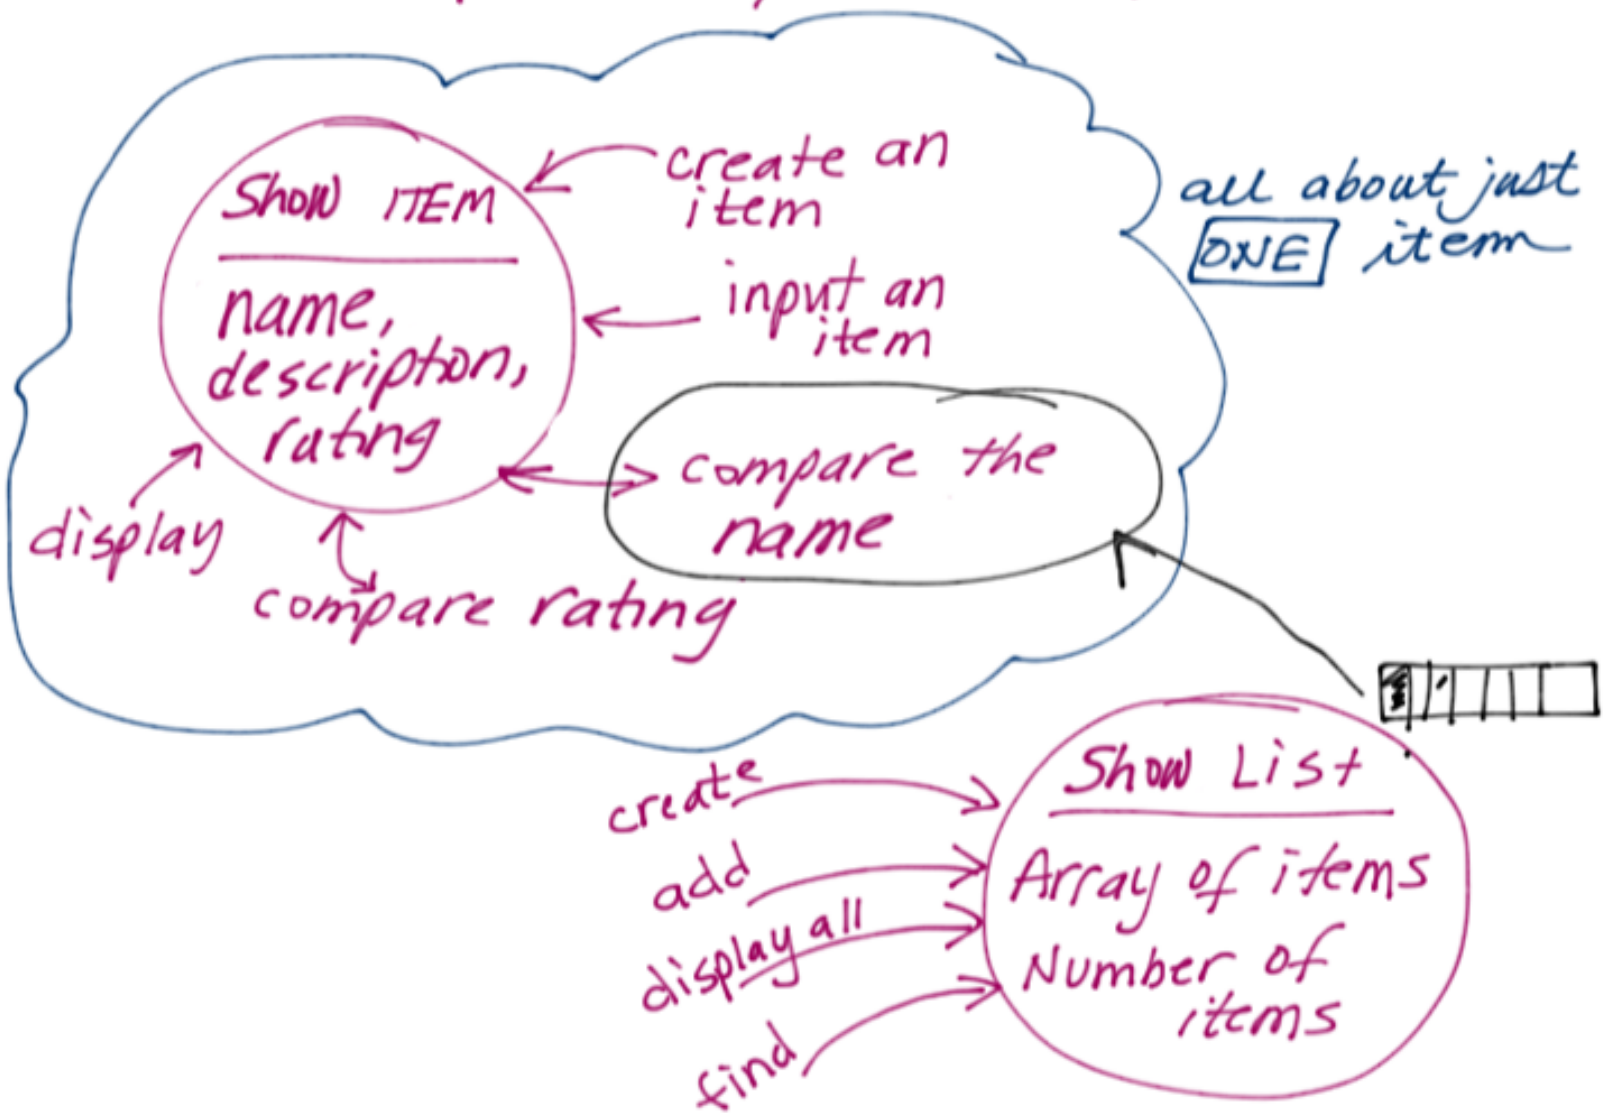 Show ITEM
name,
description,
rating
create an
item
input an
item
compare the
name
display
compare rating
all about just
ONE item
Show List
Array of items
Number of
items
create
add
display all
find